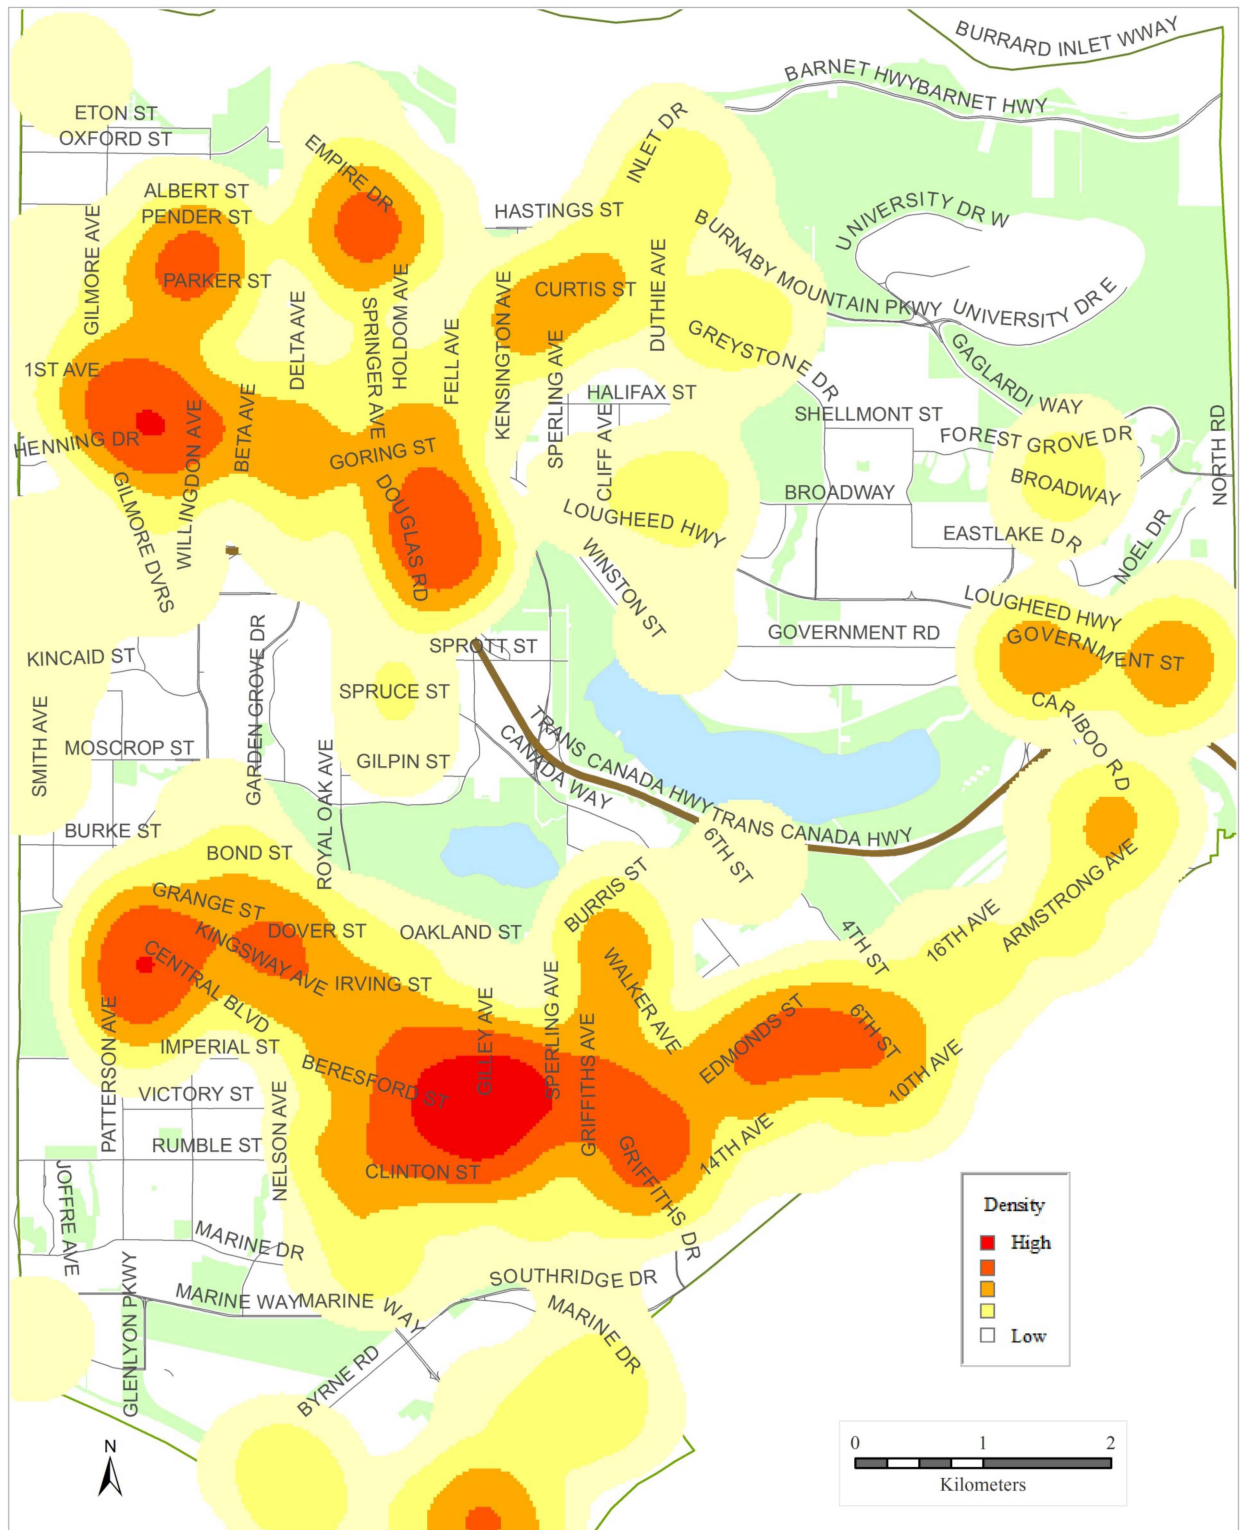 BURRARD INLET WWAY
BARNET HWYBARNET HWY
ETON ST
OXFORD ST
INLET DR
EMPIRE DR
ALBERT ST
PENDER ST
HASTINGS ST
UNIVERSITY DR W
GILMORE AVE
BURNABY MOUNTAIN PKWY
PARKER ST
CURTIS ST
DUTHIE AVE
UNIVERSITY DR E
DELTA AVE
SPRINGER AVE
HOLDOM AVE
FELL AVE
KENSINGTON AVE
SPERLING AVE
GREYSTONE DR
GAGLARDI WAY
1ST AVE
HALIFAX ST
SHELLMONT ST
HENNING DR
WILLINGDON AVE
BETA AVE
GORING ST
CLIFF AVE
FOREST GROVE DR
NORTH RD
BROADWAY
BROADWAY
GILMORE DVRS
DOUGLAS RD
LOUGHEED HWY
EASTLAKE DR
NOEL DR
WINSTON ST
LOUGHEED HWY
GOVERNMENT RD
GOVERNMENT ST
SPROTT ST
KINCAID ST
GARDEN GROVE DR
SPRUCE ST
SMITH AVE
MOSCROP ST
ROYAL OAK AVE
GILPIN ST
TRANS CANADA HWY
CANADA WAY
CARIBOO RD
TRANS CANADA HWY
BURKE ST
BOND ST
6TH ST
BURRIS ST
ARMSTRONG AVE
GRANGE ST
KINGSWAY AVE
DOVER ST
OAKLAND ST
4TH ST
16TH AVE
CENTRAL BLVD
IRVING ST
WALKER AVE
PATTERSON AVE
GILLEY AVE
SPERLING AVE
GRIFFITHS AVE
EDMONDS ST
6TH ST
IMPERIAL ST
BERESFORD ST
10TH AVE
VICTORY ST
NELSON AVE
RUMBLE ST
CLINTON ST
14TH AVE
GRIFFITHS DR
JOFFRE AVE
MARINE DR
Density
High
Low
GLENLYON PKWY
MARINE WAYMARINE WAY
SOUTHRIDGE DR
MARINE DR
BYRNE RD
N
0 1 2
Kilometers